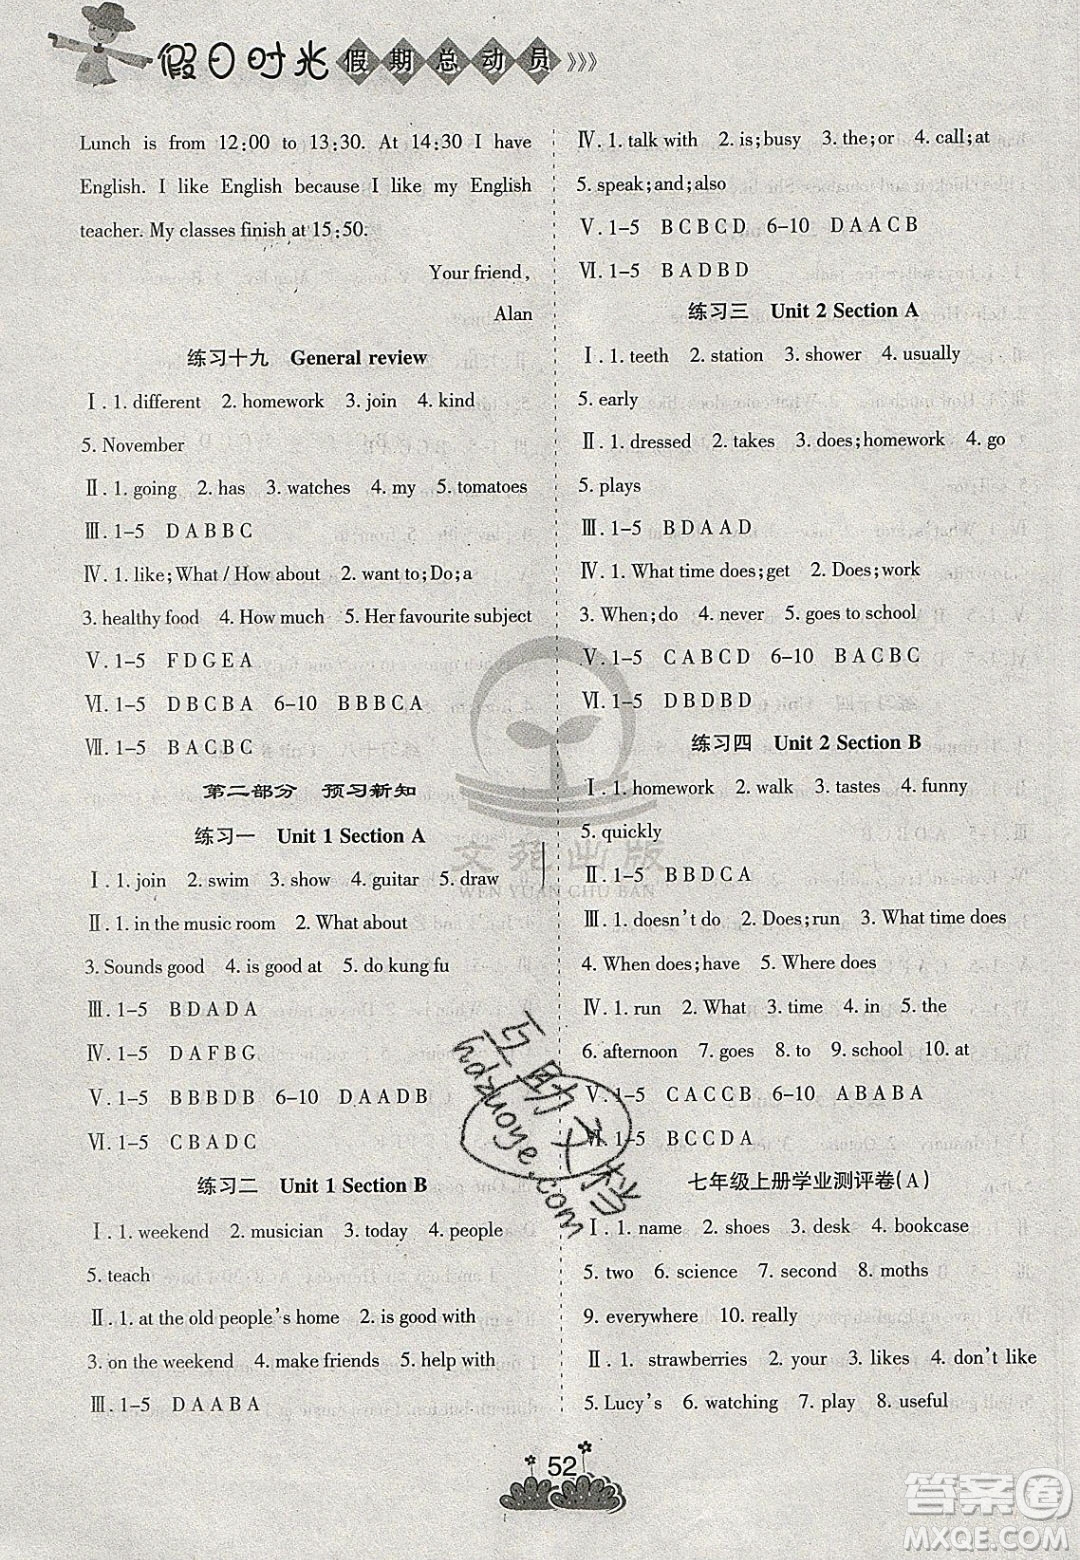 假日时光 假期总动员
Lunch is from 12:00 to 13:30. At 14:30 I have
English. I like English because I like my English
teacher. My classes finish at 15:50.
Your friend,
Alan
练习十九 General review
Ⅰ. 1. different 2. homework 3. join 4. kind
5. November
Ⅱ. 1. going 2. has 3. watches 4. my 5. tomatoes
Ⅲ. 1-5 D A B B C
Ⅳ. 1. like;What / How about 2. want to;Do;a
3. healthy food 4. How much 5. Her favourite subject
Ⅴ. 1-5 F D G E A
Ⅵ. 1-5 D B C B A 6-10 B B B C A
Ⅶ. 1-5 B A C B C
第二部分 预习新知
练习一 Unit 1 Section A
Ⅰ. 1. join 2. swim 3. show 4. guitar 5. draw
Ⅱ. 1. in the music room 2. What about
3. Sounds good 4. is good at 5. do kung fu
Ⅲ. 1-5 B D A D A
Ⅳ. 1-5 D A F B G
Ⅴ. 1-5 B B B D B 6-10 D A A D B
Ⅵ. 1-5 C B A D C
练习二 Unit 1 Section B
Ⅰ. 1. weekend 2. musician 3. today 4. people
5. teach
Ⅱ. 1. at the old people's home 2. is good with
3. on the weekend 4. make friends 5. help with
Ⅲ. 1-5 D A A B A
Ⅳ. 1. talk with 2. is;busy 3. the;or 4. call;at
5. speak;and;also
Ⅴ. 1-5 B C B C D 6-10 D A A C B
Ⅵ. 1-5 B A D B D
练习三 Unit 2 Section A
Ⅰ. 1. teeth 2. station 3. shower 4. usually
5. early
Ⅱ. 1. dressed 2. takes 3. does;homework 4. go
5. plays
Ⅲ. 1-5 B D A A D
Ⅳ. 1. What time does;get 2. Does;work
3. When;do 4. never 5. goes to school
Ⅴ. 1-5 C A B C D 6-10 B A C B C
Ⅵ. 1-5 D B D B D
练习四 Unit 2 Section B
Ⅰ. 1. homework 2. walk 3. tastes 4. funny
5. quickly
Ⅱ. 1-5 B B D C A
Ⅲ. 1. doesn't do 2. Does;run 3. What time does
4. When does;have 5. Where does
Ⅳ. 1. run 2. What 3. time 4. in 5. the
6. afternoon 7. goes 8. to 9. school 10. at
Ⅴ. 1-5 C A C C B 6-10 A B A B A
Ⅵ. 1-5 B C C D A
七年级上册学业测评卷(A)
Ⅰ. 1. name 2. shoes 3. desk 4. bookcase
5. two 6. science 7. second 8. moths
9. everywhere 10. really
Ⅱ. 1. strawberries 2. your 3. likes 4. don't like
5. Lucy's 6. watching 7. play 8. useful
52
文苑出版
WEN YUAN CHU BAN
互助文档
hdzuoye.com
答案圈
MXQE.COM